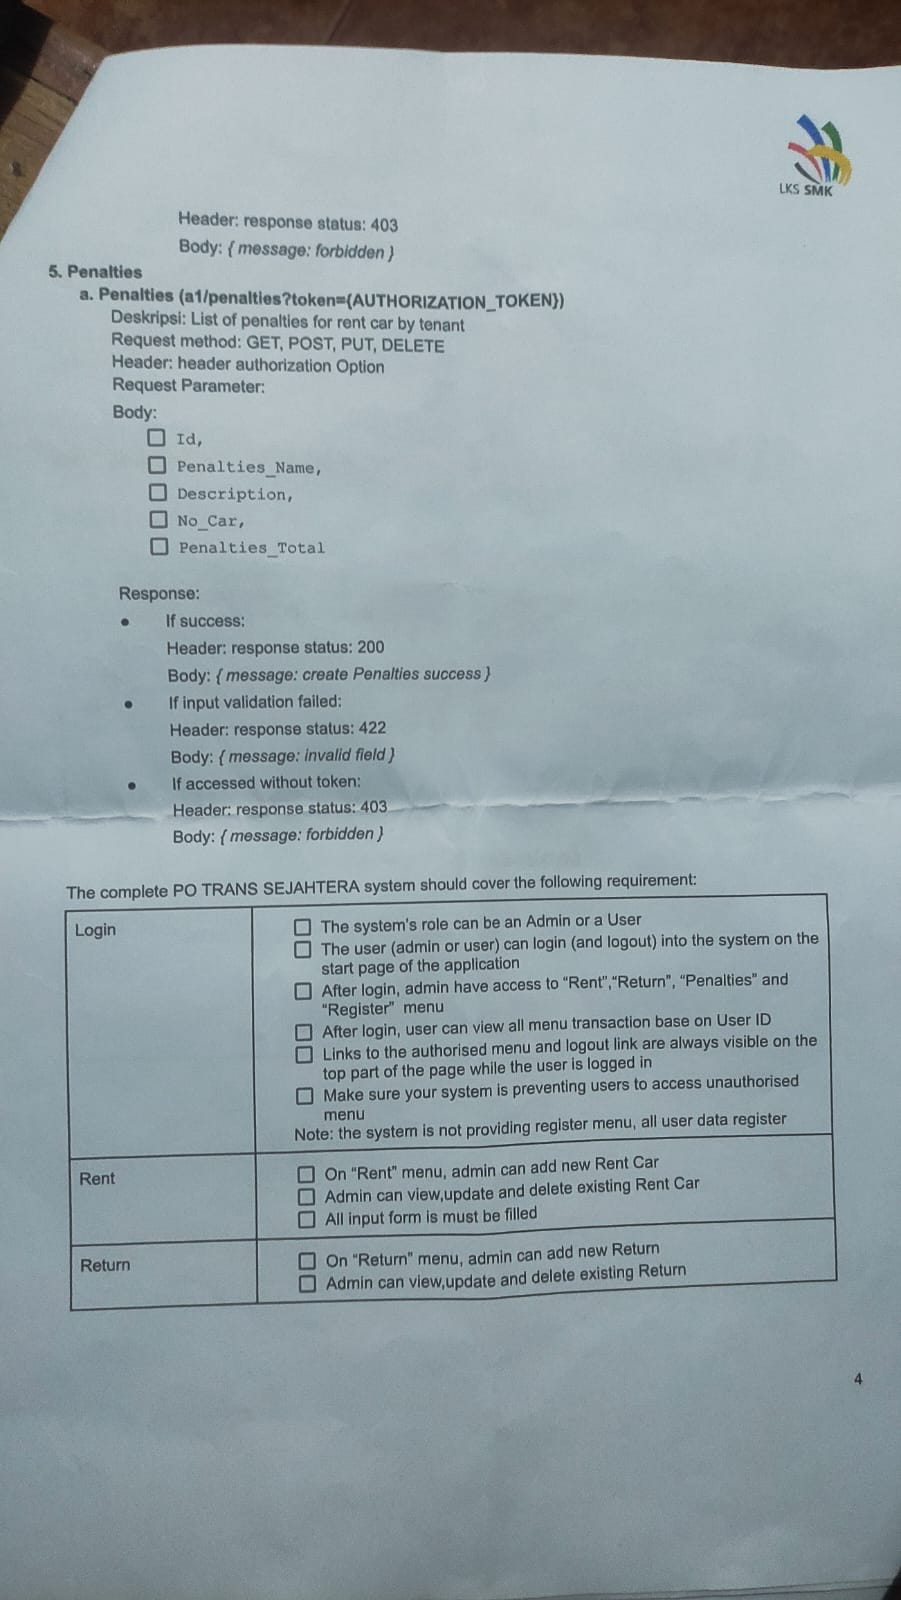 LKS SMK
Header: response status: 403
Body: { message: forbidden }
5. Penalties
a. Penalties (a1/penalties?token={AUTHORIZATION_TOKEN})
Deskripsi: List of penalties for rent car by tenant
Request method: GET, POST, PUT, DELETE
Header: header authorization Option
Request Parameter:
Body:
Id,
Penalties_Name,
Description,
No_Car,
Penalties_Total
Response:
• If success:
Header: response status: 200
Body: { message: create Penalties success }
• If input validation failed:
Header: response status: 422
Body: { message: invalid field }
• If accessed without token:
Header: response status: 403
Body: { message: forbidden }
The complete PO TRANS SEJAHTERA system should cover the following requirement:
Login
The system's role can be an Admin or a User
The user (admin or user) can login (and logout) into the system on the
start page of the application
After login, admin have access to “Rent”,“Return”, “Penalties” and
“Register” menu
After login, user can view all menu transaction base on User ID
Links to the authorised menu and logout link are always visible on the
top part of the page while the user is logged in
Make sure your system is preventing users to access unauthorised
menu
Note: the system is not providing register menu, all user data register
Rent
On “Rent” menu, admin can add new Rent Car
Admin can view,update and delete existing Rent Car
All input form is must be filled
Return
On “Return” menu, admin can add new Return
Admin can view,update and delete existing Return
4